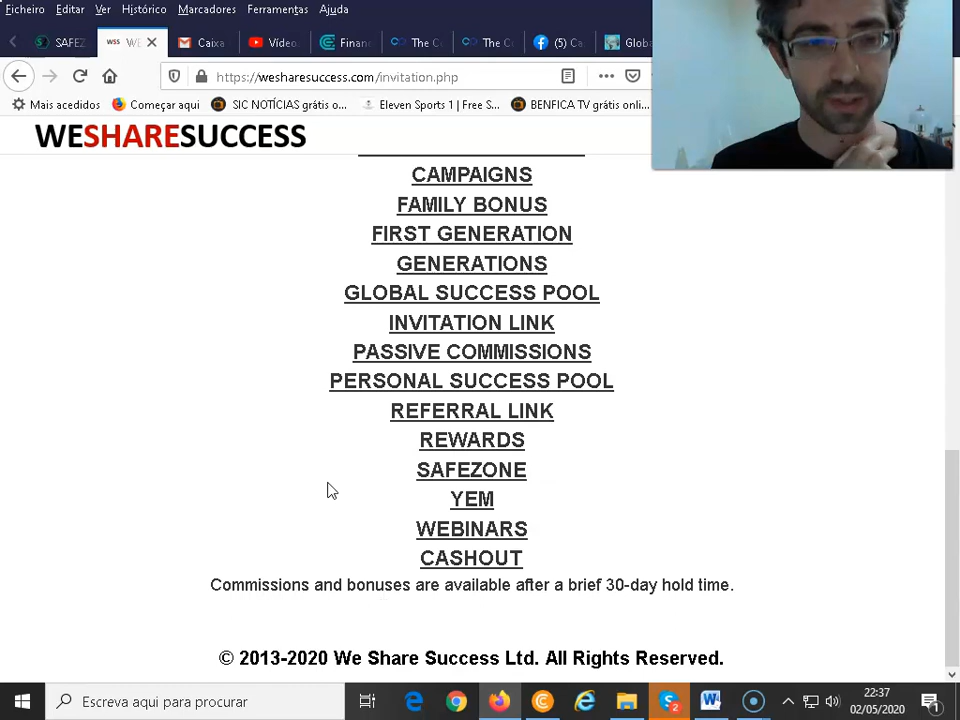 Ficheiro Editar Ver Histórico Marcadores Ferramentas Ajuda
SAFEZ WSS WE Caixa Vídeo Finan The C The C (5) Ca Globa
https://wesharesuccess.com/invitation.php
Mais acedidos Começar aqui SIC NOTÍCIAS grátis o... Eleven Sports 1 | Free S... BENFICA TV grátis onli...
WESHARESUCCESS
CAMPAIGNS
FAMILY BONUS
FIRST GENERATION
GENERATIONS
GLOBAL SUCCESS POOL
INVITATION LINK
PASSIVE COMMISSIONS
PERSONAL SUCCESS POOL
REFERRAL LINK
REWARDS
SAFEZONE
YEM
WEBINARS
CASHOUT
Commissions and bonuses are available after a brief 30-day hold time.
© 2013-2020 We Share Success Ltd. All Rights Reserved.
Escreva aqui para procurar
22:37
02/05/2020